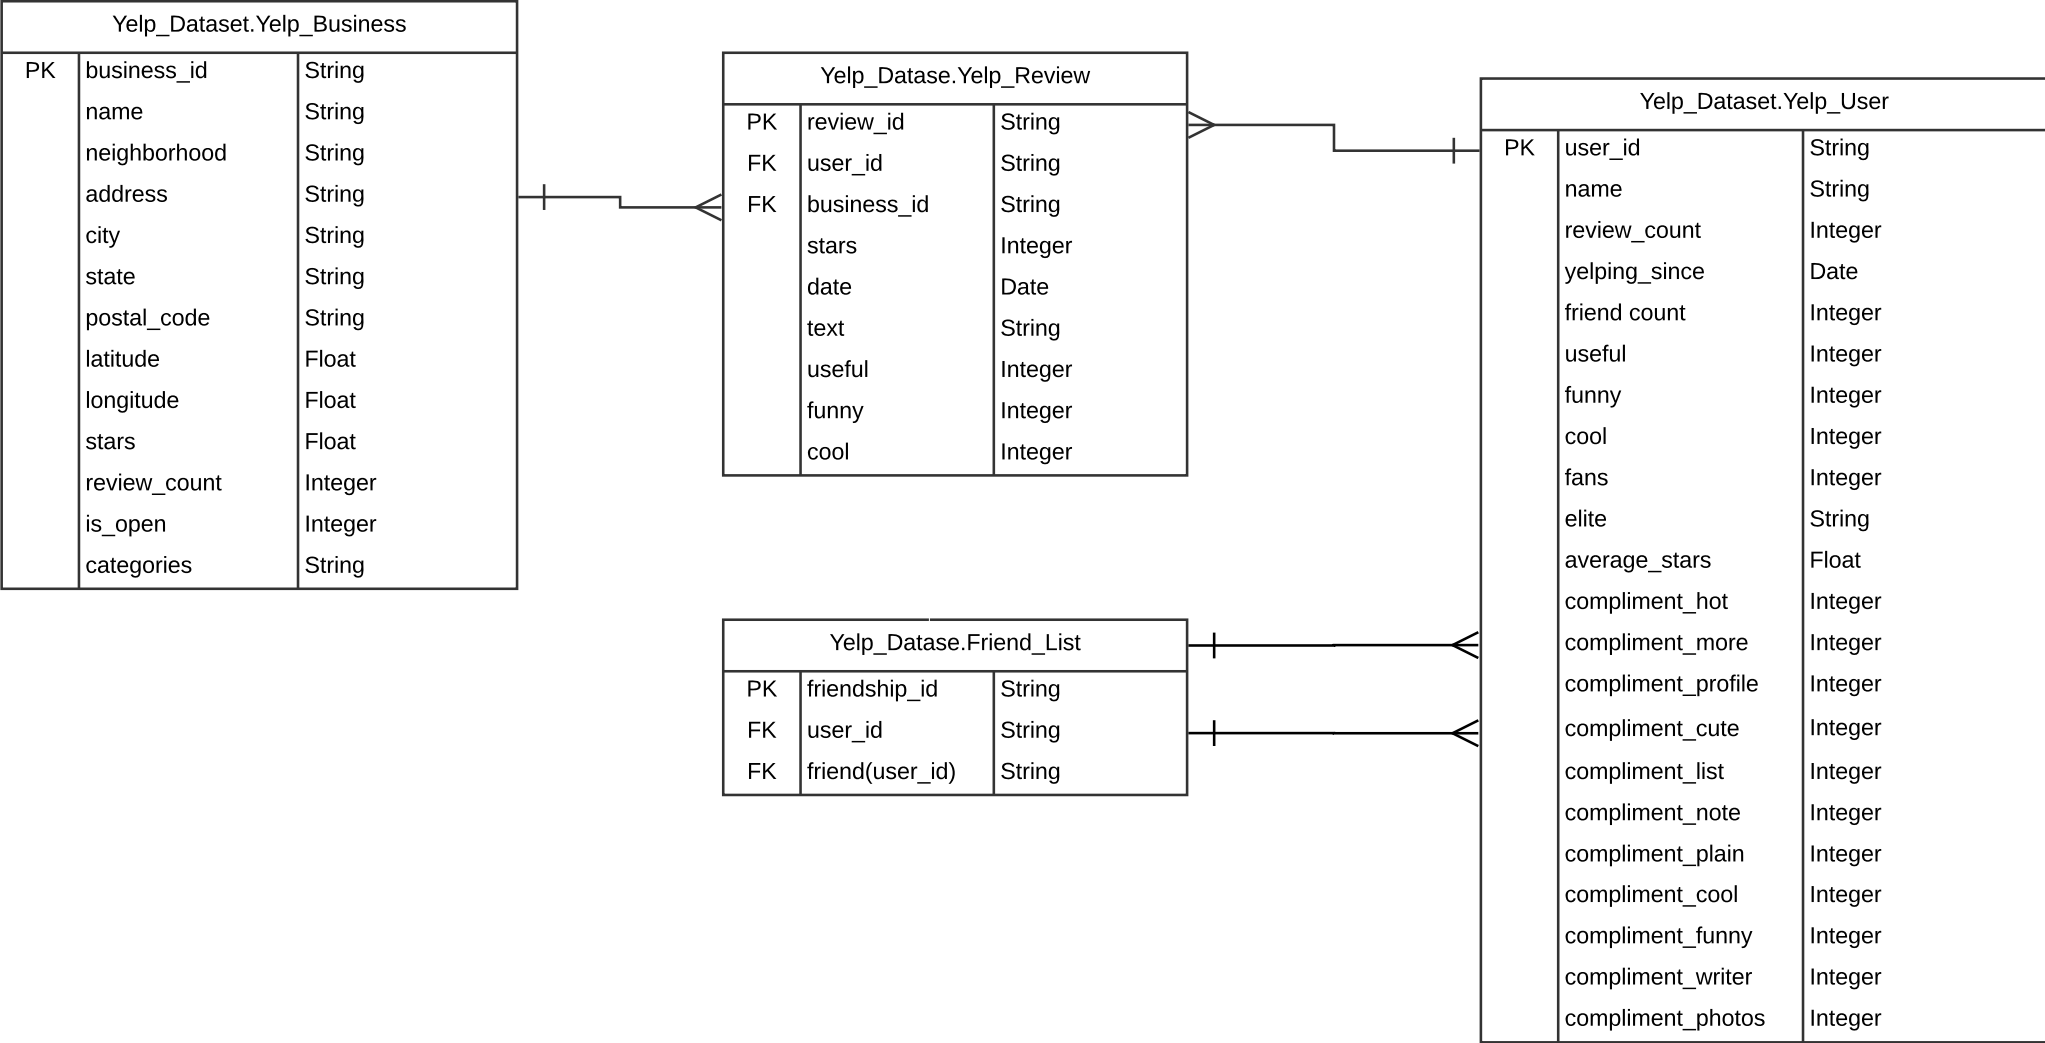 Yelp_Dataset.Yelp_Business
PK business_id String
name String
neighborhood String
address String
city String
state String
postal_code String
latitude Float
longitude Float
stars Float
review_count Integer
is_open Integer
categories String
Yelp_Datase.Yelp_Review
PK review_id String
FK user_id String
FK business_id String
stars Integer
date Date
text String
useful Integer
funny Integer
cool Integer
Yelp_Datase.Friend_List
PK friendship_id String
FK user_id String
FK friend(user_id) String
Yelp_Dataset.Yelp_User
PK user_id String
name String
review_count Integer
yelping_since Date
friend count Integer
useful Integer
funny Integer
cool Integer
fans Integer
elite String
average_stars Float
compliment_hot Integer
compliment_more Integer
compliment_profile Integer
compliment_cute Integer
compliment_list Integer
compliment_note Integer
compliment_plain Integer
compliment_cool Integer
compliment_funny Integer
compliment_writer Integer
compliment_photos Integer